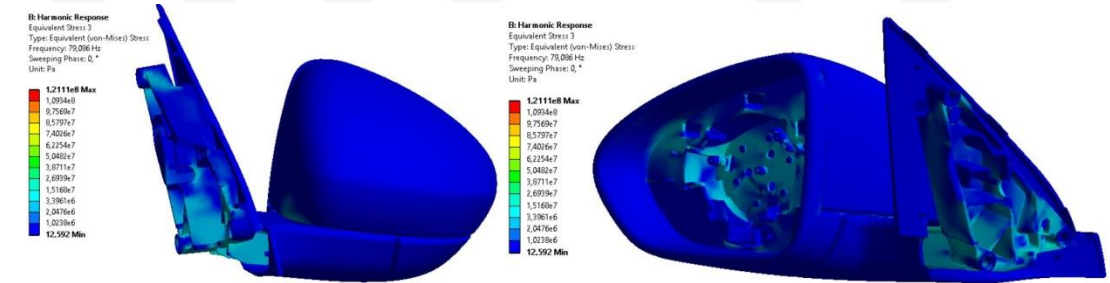 B: Harmonic Response
Equivalent Stress 3
Type: Equivalent (von-Mises) Stress
Frequency: 79,086 Hz
Sweeping Phase: 0, °
Unit: Pa
1,2111e8 Max
1,0934e8
9,7569e7
8,5797e7
7,4026e7
6,2254e7
5,0482e7
3,8711e7
2,6939e7
1,5168e7
3,3961e6
2,0476e6
1,0238e6
12,592 Min
B: Harmonic Response
Equivalent Stress 3
Type: Equivalent (von-Mises) Stress
Frequency: 79,086 Hz
Sweeping Phase: 0, °
Unit: Pa
1,2111e8 Max
1,0934e8
9,7569e7
8,5797e7
7,4026e7
6,2254e7
5,0482e7
3,8711e7
2,6939e7
1,5168e7
3,3961e6
2,0476e6
1,0238e6
12,592 Min